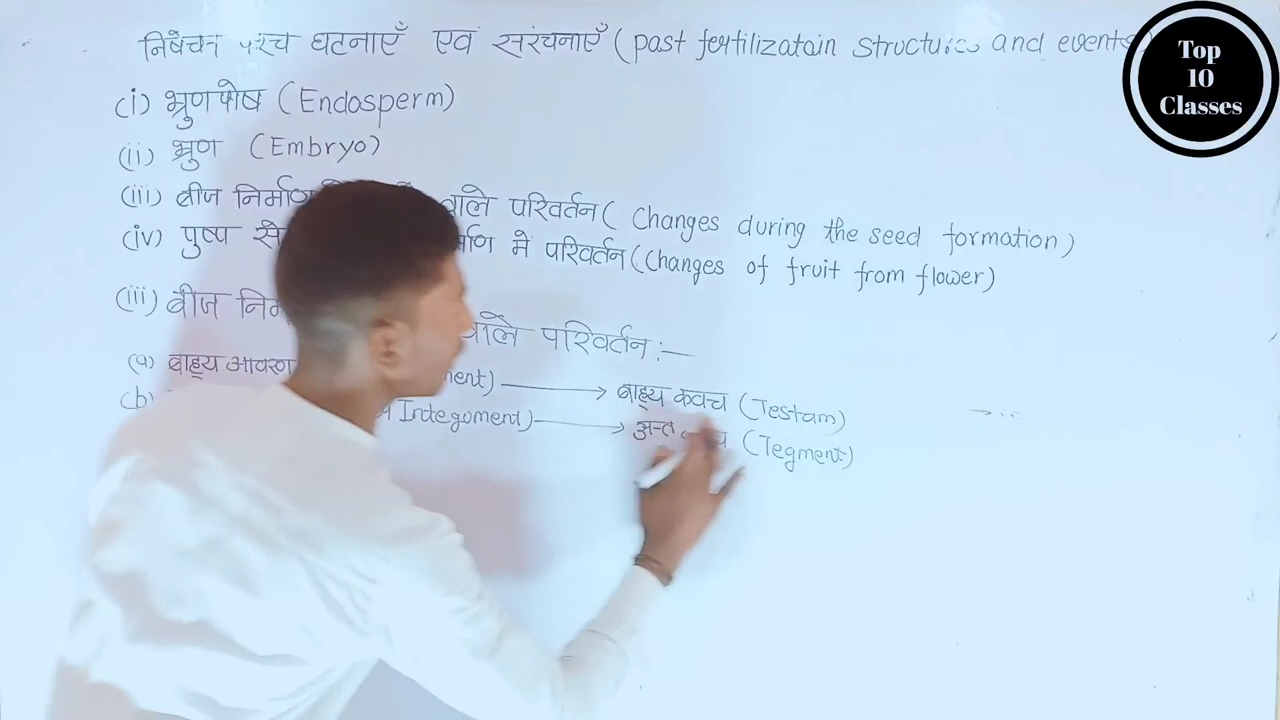 निषेचन पश्च घटनाएँ एवं सरंचनाएँ (past fertilizatain structures and events)
Top
10
Classes
(i) भ्रुणपोष (Endosperm)
(ii) भ्रुण (Embryo)
(iii) बीज निर्माण वाले परिवर्तन ( Changes during the seed formation)
(iv) पुष्प से में परिवर्तन (Changes of fruit from flower)
(iii) बीज वाले परिवर्तन :—
(a) बाह्य आवरण → बाह्य कवच (Testam)
(b) Integument) → अन्त (Tegment)